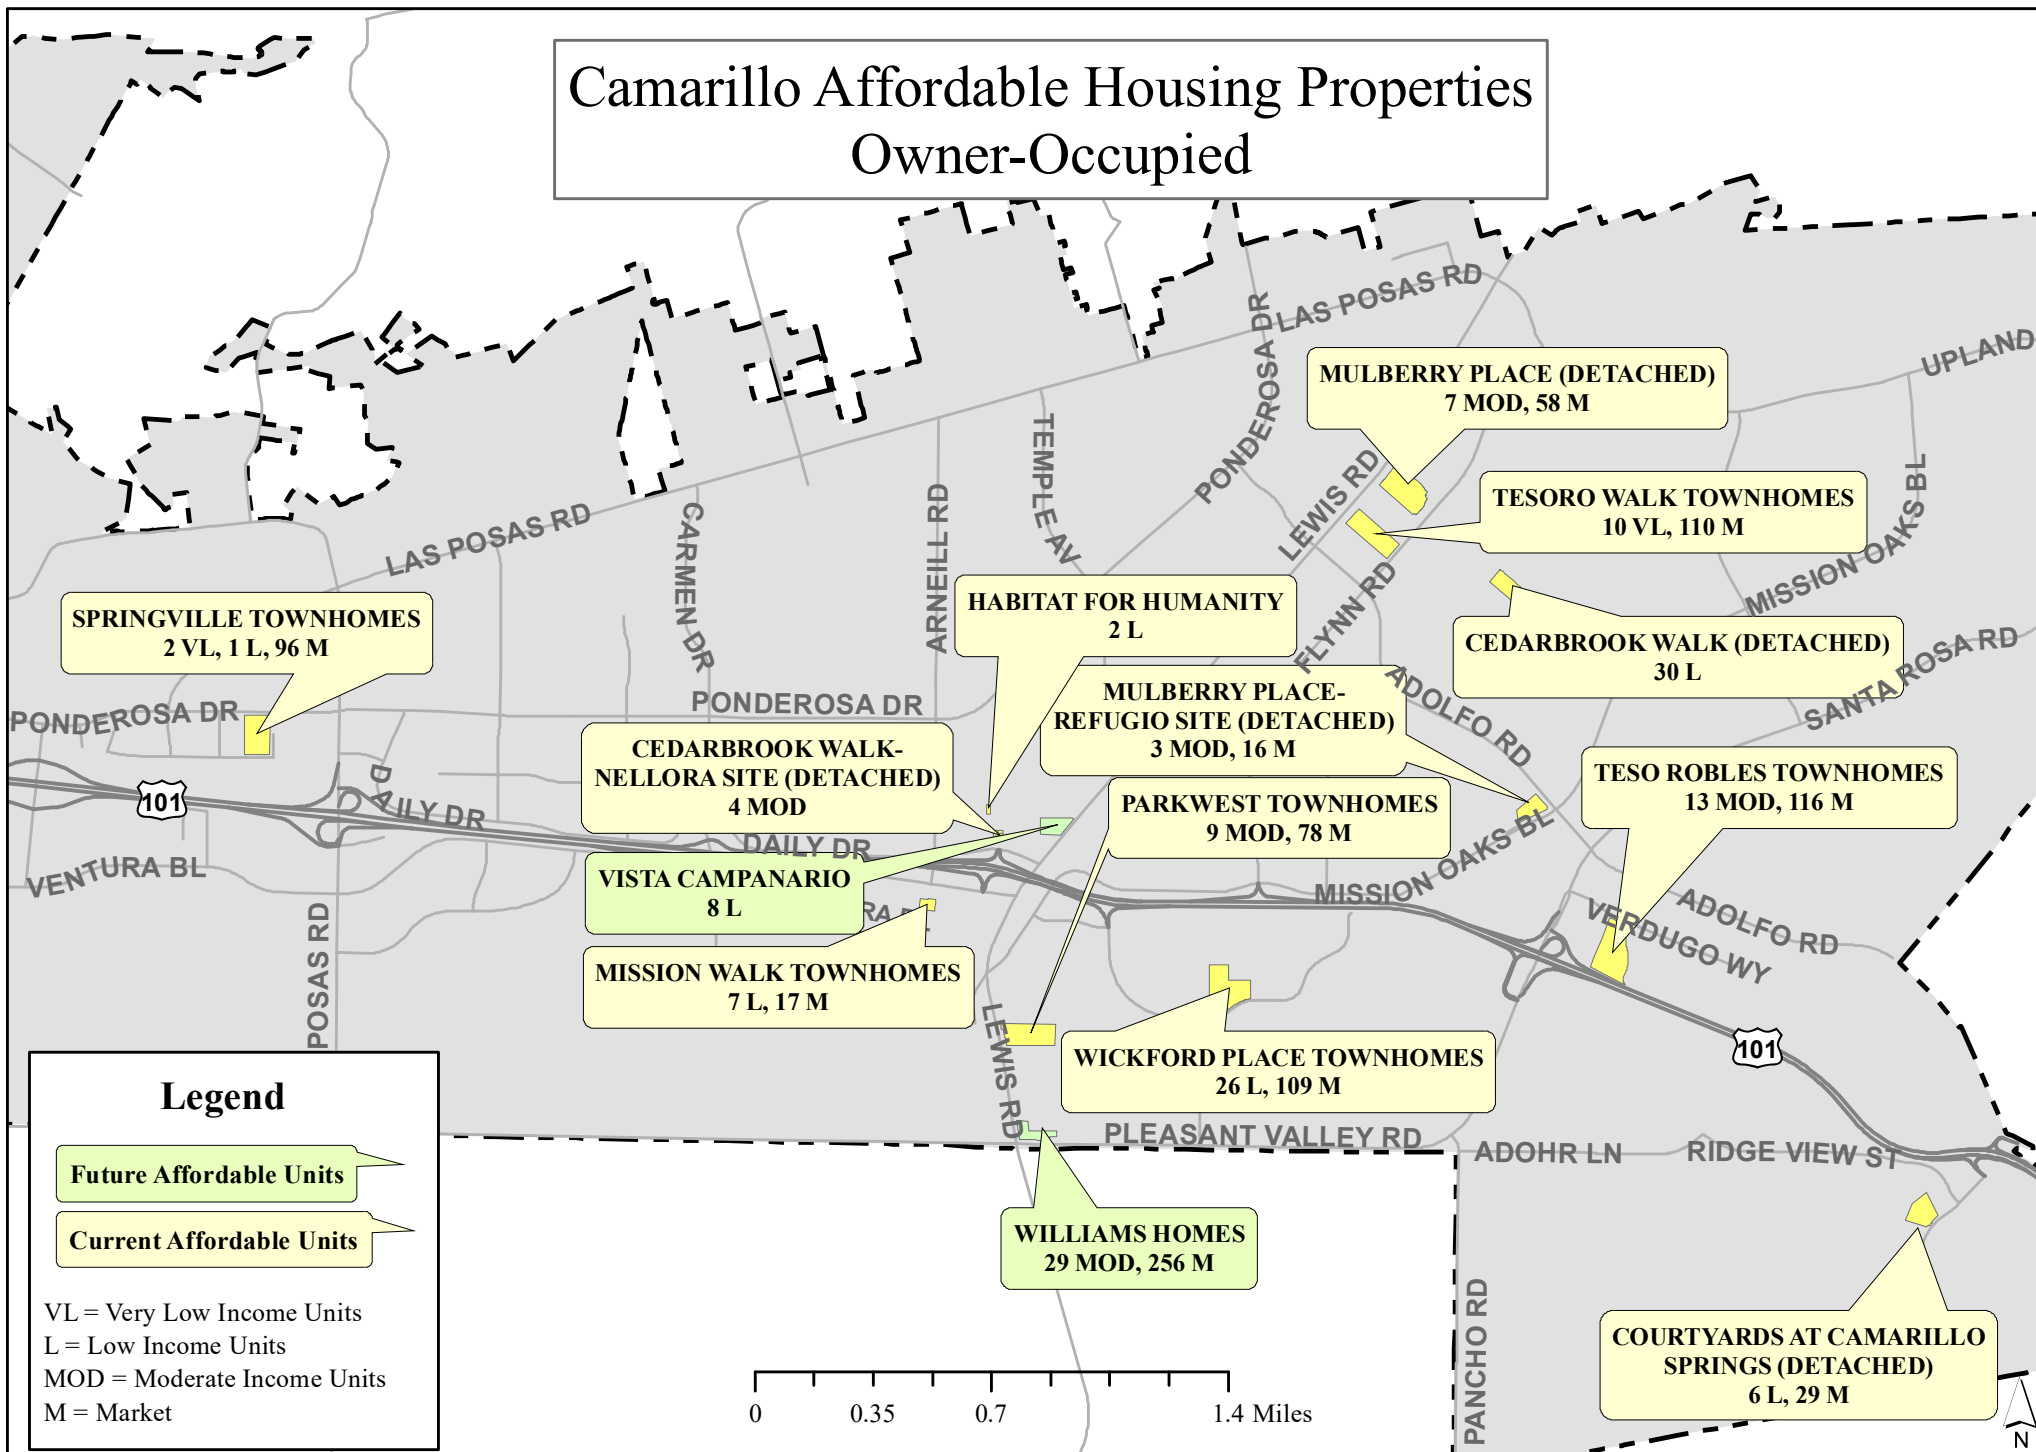 Camarillo Affordable Housing Properties
Owner-Occupied
LAS POSAS RD
PONDEROSA DR
UPLAND
MULBERRY PLACE (DETACHED)
7 MOD, 58 M
TEMPLE AV
LEWIS RD
TESORO WALK TOWNHOMES
10 VL, 110 M
MISSION OAKS BL
LAS POSAS RD
CARMEN DR
ARNEILL RD
FLYNN RD
HABITAT FOR HUMANITY
2 L
SPRINGVILLE TOWNHOMES
2 VL, 1 L, 96 M
CEDARBROOK WALK (DETACHED)
30 L
SANTA ROSA RD
ADOLFO RD
MULBERRY PLACE-
REFUGIO SITE (DETACHED)
3 MOD, 16 M
PONDEROSA DR
PONDEROSA DR
CEDARBROOK WALK-
NELLORA SITE (DETACHED)
4 MOD
TESO ROBLES TOWNHOMES
13 MOD, 116 M
101
DAILY DR
PARKWEST TOWNHOMES
9 MOD, 78 M
DAILY DR
VENTURA BL
VISTA CAMPANARIO
8 L
MISSION OAKS BL
ADOLFO RD
VERDUGO WY
POSAS RD
MISSION WALK TOWNHOMES
7 L, 17 M
LEWIS RD
WICKFORD PLACE TOWNHOMES
26 L, 109 M
101
PLEASANT VALLEY RD
ADOHR LN
RIDGE VIEW ST
WILLIAMS HOMES
29 MOD, 256 M
PANCHO RD
COURTYARDS AT CAMARILLO
SPRINGS (DETACHED)
6 L, 29 M
Legend
Future Affordable Units
Current Affordable Units
VL = Very Low Income Units
L = Low Income Units
MOD = Moderate Income Units
M = Market
0 0.35 0.7 1.4 Miles
N